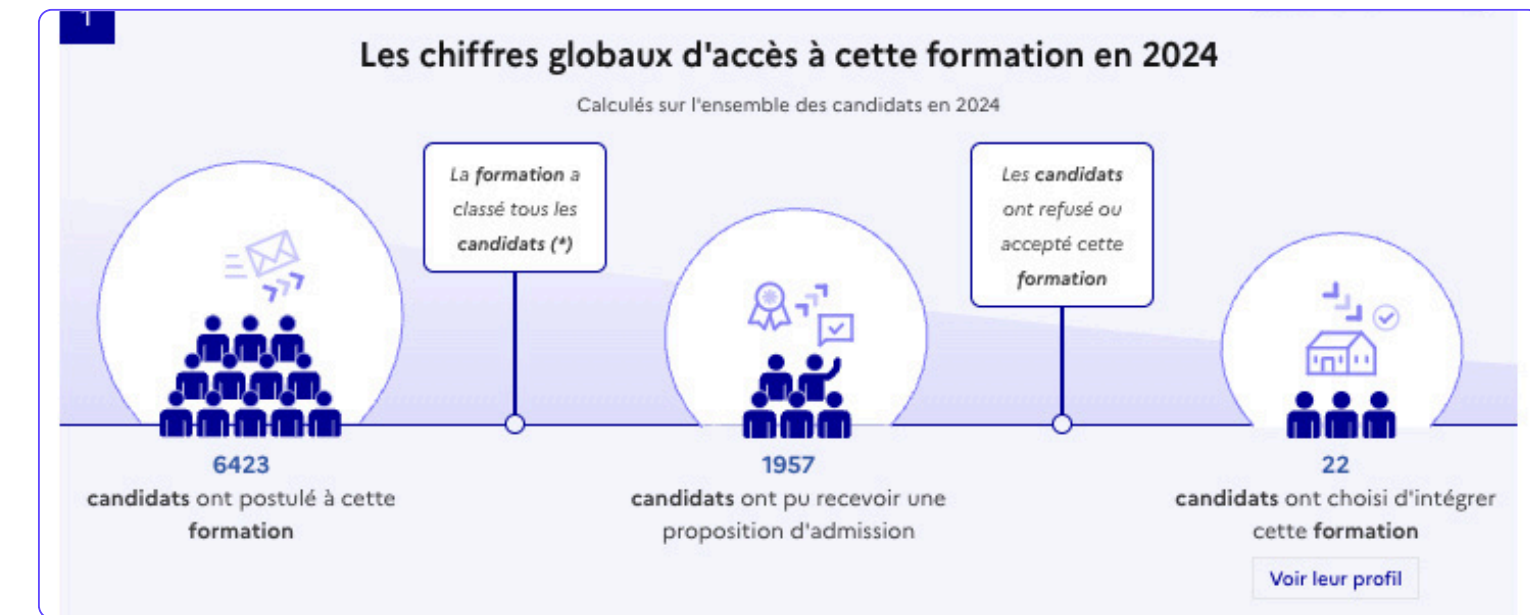 1
Les chiffres globaux d'accès à cette formation en 2024
Calculés sur l'ensemble des candidats en 2024
La formation a
classé tous les
candidats (*)
Les candidats
ont refusé ou
accepté cette
formation
6423
candidats ont postulé à cette
formation
1957
candidats ont pu recevoir une
proposition d'admission
22
candidats ont choisi d'intégrer
cette formation
Voir leur profil